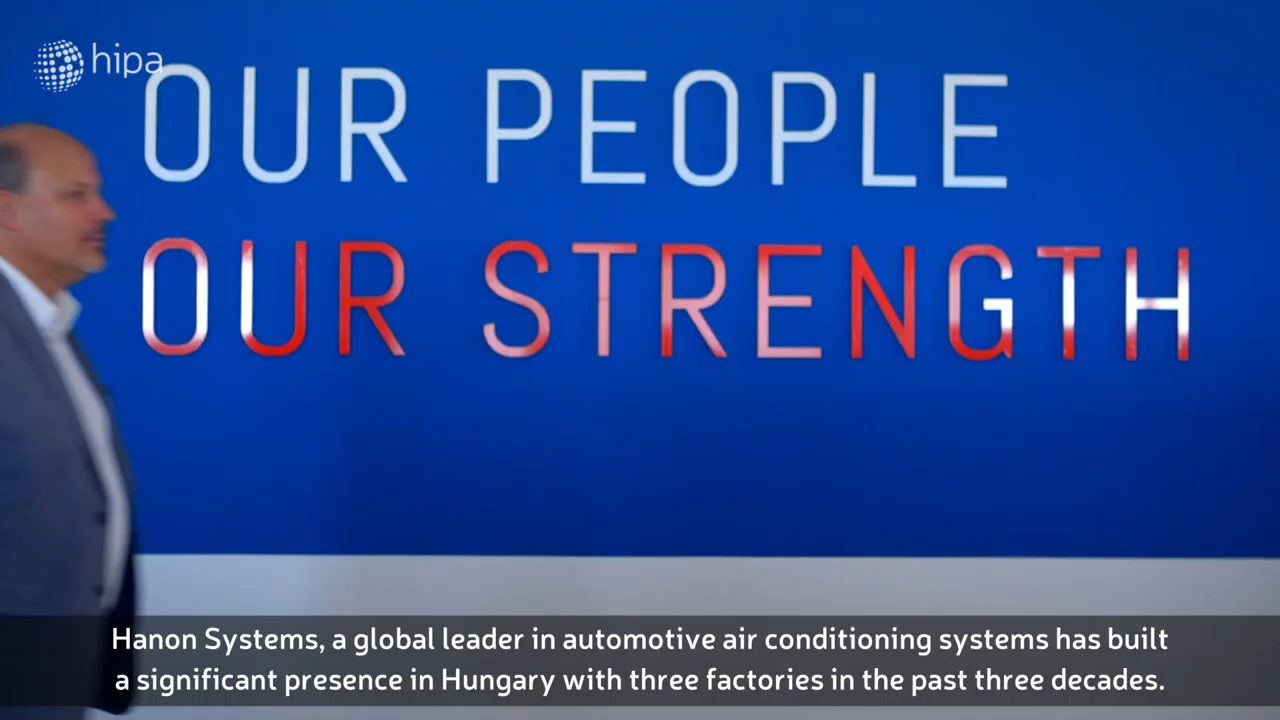 hipa
OUR PEOPLE
OUR STRENGTH
Hanon Systems, a global leader in automotive air conditioning systems has built
a significant presence in Hungary with three factories in the past three decades.